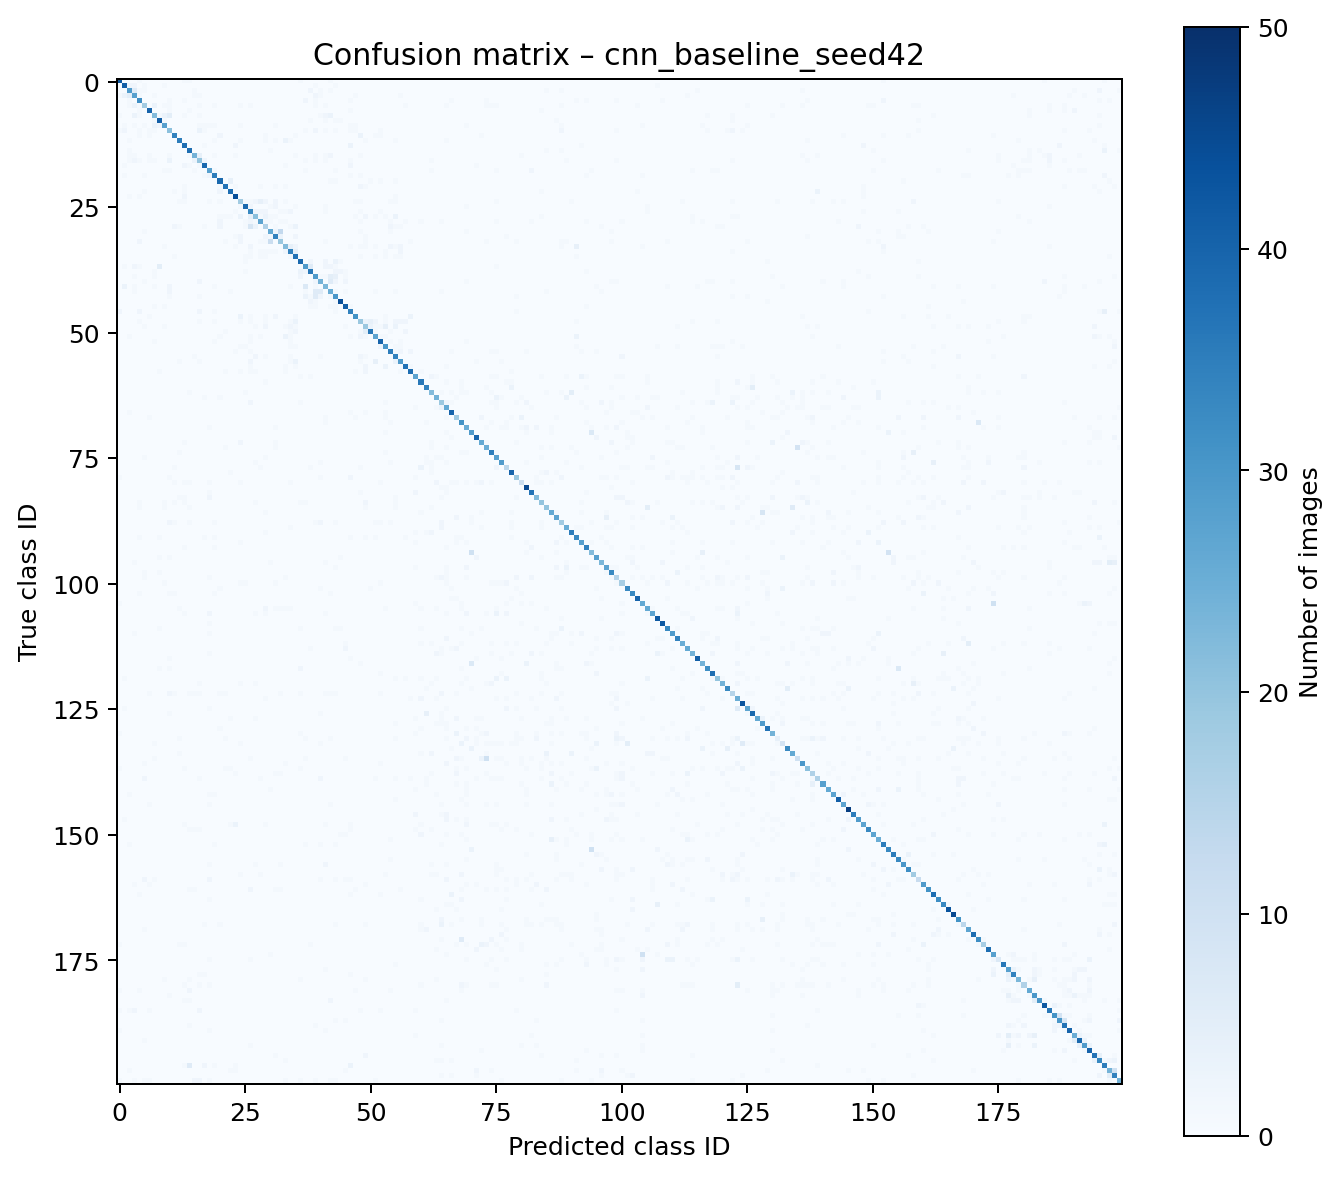 Confusion matrix – cnn_baseline_seed42
0
25
50
75
100
125
150
175
True class ID
0 25 50 75 100 125 150 175
Predicted class ID
50
40
30
20
10
0
Number of images